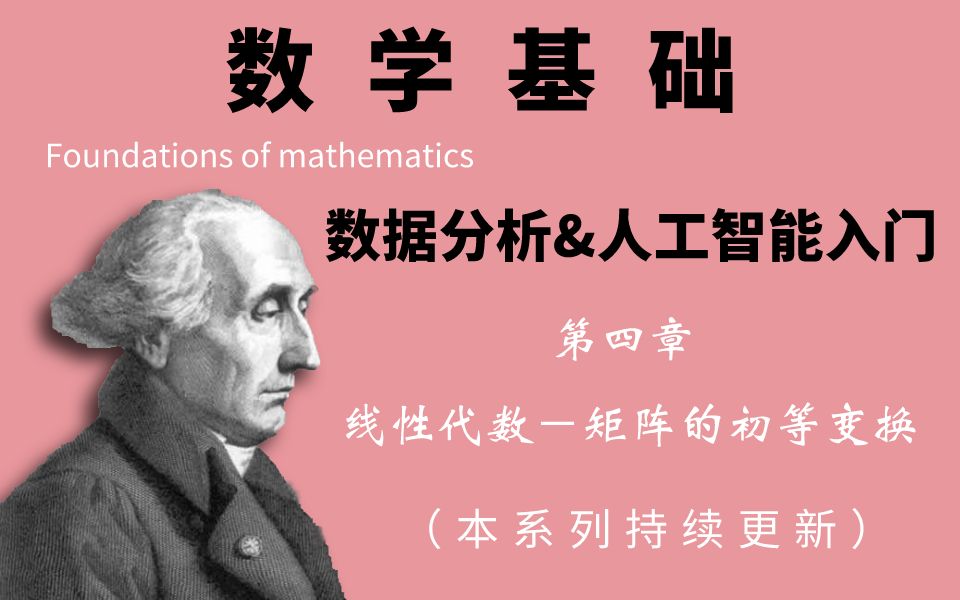 数学基础
Foundations of mathematics
数据分析&人工智能入门
第四章
线性代数－矩阵的初等变换
（本系列持续更新）